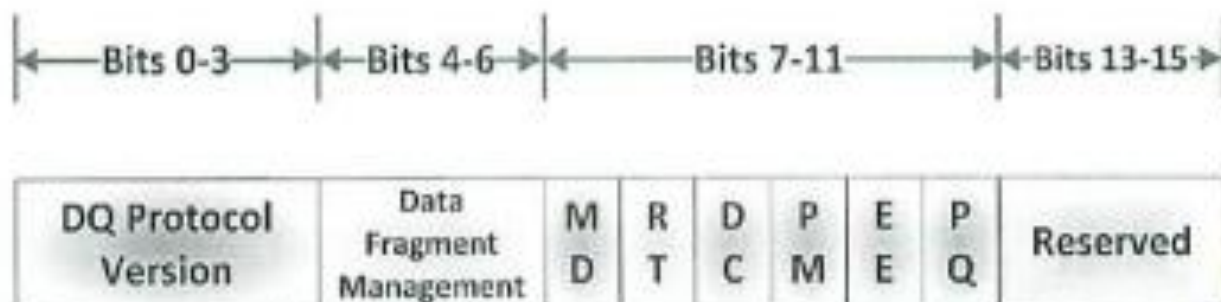 Bits 0-3 Bits 4-6 Bits 7-11 Bits 13-15
DQ Protocol
Version
Data
Fragment
Management
M
D
R
T
D
C
P
M
E
E
P
Q
Reserved